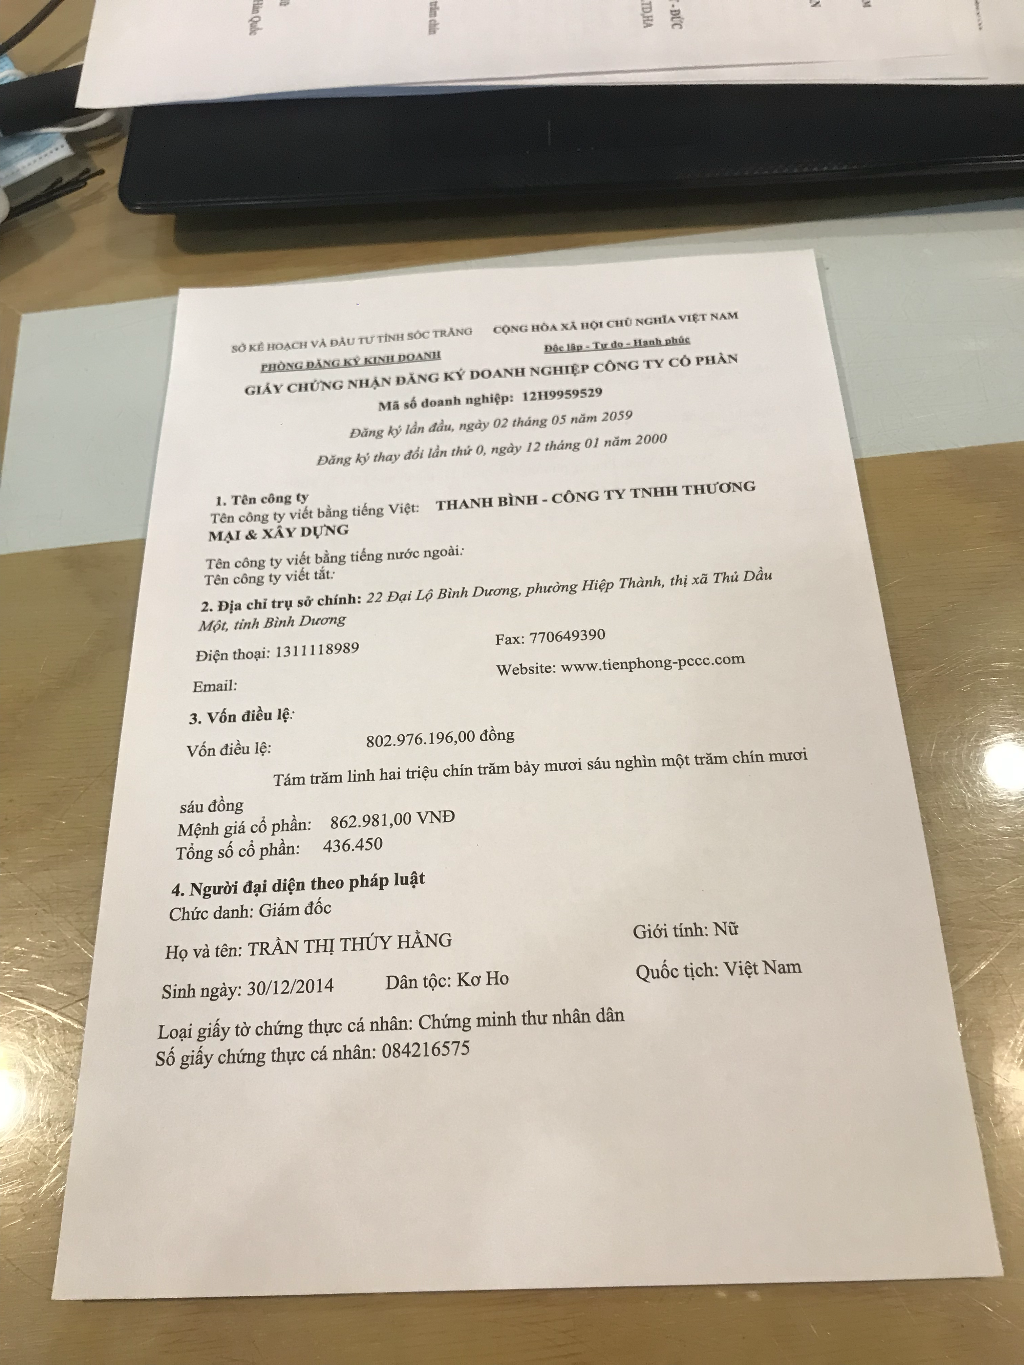 Hàn Quốc
trăm chín
TD,HA
- ĐỨC
SỞ KẾ HOẠCH VÀ ĐẦU TƯ TỈNH SÓC TRĂNG CỘNG HÒA XÃ HỘI CHỦ NGHĨA VIỆT NAM
PHÒNG ĐĂNG KÝ KINH DOANH Độc lập - Tự do - Hạnh phúc
GIẤY CHỨNG NHẬN ĐĂNG KÝ DOANH NGHIỆP CÔNG TY CỔ PHẦN
Mã số doanh nghiệp: 12H9959529
Đăng ký lần đầu, ngày 02 tháng 05 năm 2059
Đăng ký thay đổi lần thứ 0, ngày 12 tháng 01 năm 2000
1. Tên công ty
Tên công ty viết bằng tiếng Việt: THANH BÌNH - CÔNG TY TNHH THƯƠNG
MẠI & XÂY DỰNG
Tên công ty viết bằng tiếng nước ngoài:
Tên công ty viết tắt:
2. Địa chỉ trụ sở chính: 22 Đại Lộ Bình Dương, phường Hiệp Thành, thị xã Thủ Dầu
Một, tỉnh Bình Dương
Điện thoại: 1311118989 Fax: 770649390
Email: Website: www.tienphong-pccc.com
3. Vốn điều lệ:
Vốn điều lệ: 802.976.196,00 đồng
Tám trăm linh hai triệu chín trăm bảy mươi sáu nghìn một trăm chín mươi
sáu đồng
Mệnh giá cổ phần: 862.981,00 VNĐ
Tổng số cổ phần: 436.450
4. Người đại diện theo pháp luật
Chức danh: Giám đốc
Họ và tên: TRẦN THỊ THÚY HẰNG Giới tính: Nữ
Sinh ngày: 30/12/2014 Dân tộc: Kơ Ho Quốc tịch: Việt Nam
Loại giấy tờ chứng thực cá nhân: Chứng minh thư nhân dân
Số giấy chứng thực cá nhân: 084216575